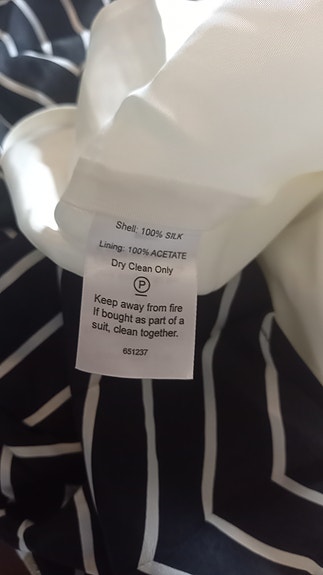 Shell: 100% SILK
Lining: 100% ACETATE
Dry Clean Only
P
Keep away from fire
If bought as part of a
suit, clean together.
651237